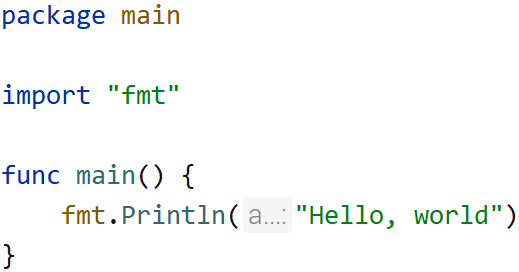 package main
import "fmt"
func main() {
    fmt.Println(a...: "Hello, world")
}